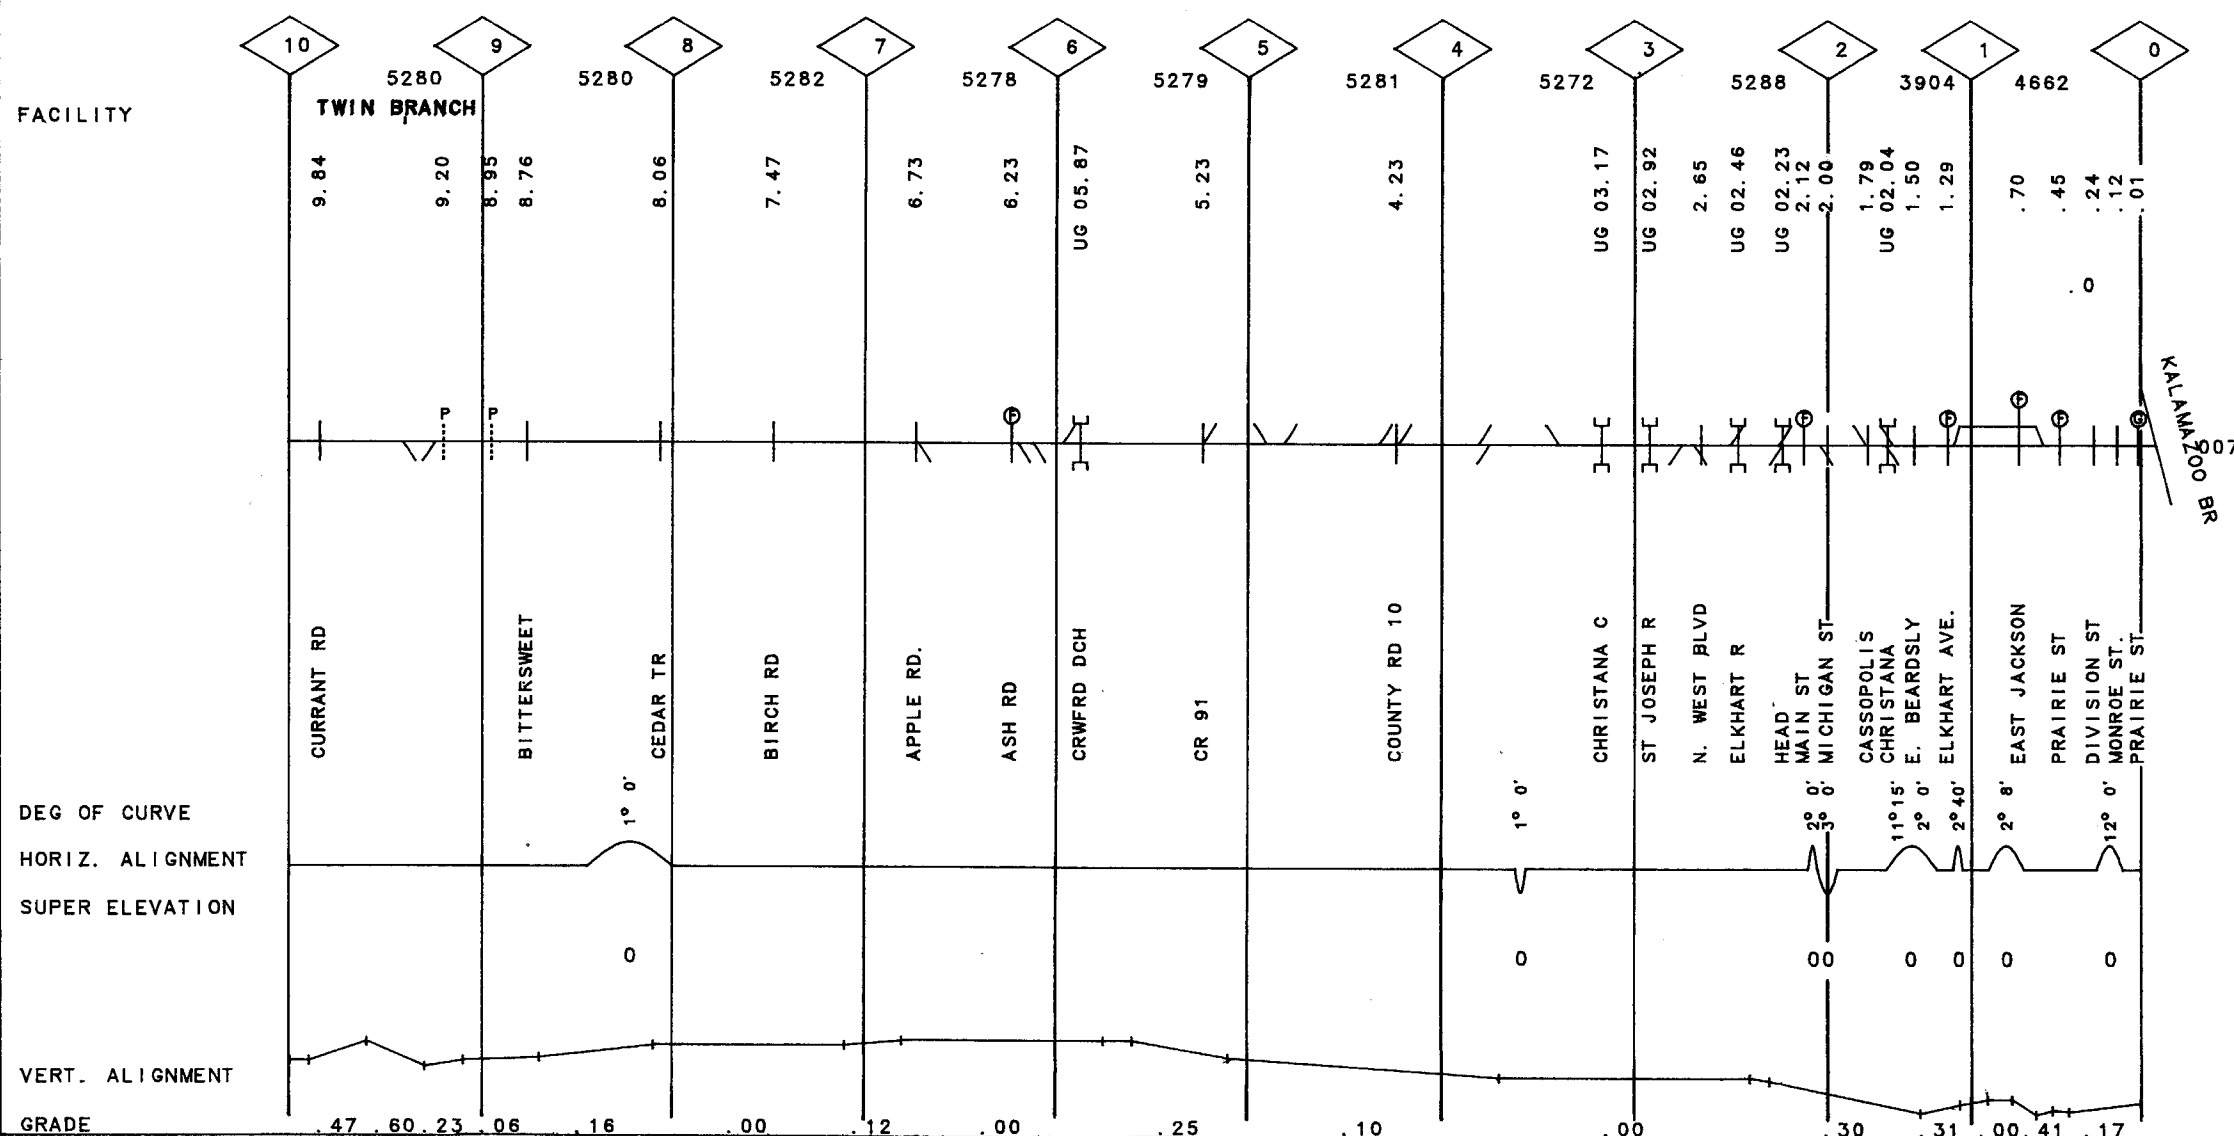 10 9 8 7 6 5 4 3 2 1 0
5280 5280 5282 5278 5279 5281 5272 5288 3904 4662
FACILITY TWIN BRANCH
9.84
9.20
8.95
8.76
8.06
7.47
6.73
6.23
UG 05.87
5.23
4.23
UG 03.17
UG 02.92
2.65
UG 02.46
UG 02.23
2.12
2.00
1.79
UG 02.04
1.50
1.29
.70
.45
.24
.12
.01
.0
P P F F F F F G
KALAMAZOO BR
007
CURRANT RD
BITTERSWEET
CEDAR TR
BIRCH RD
APPLE RD.
ASH RD
CRWFRD DCH
CR 91
COUNTY RD 10
CHRISTANA C
ST JOSEPH R
N. WEST BLVD
ELKHART R
HEAD
MAIN ST
MICHIGAN ST
CASSOPOLIS
CHRISTANA
E. BEARDSLY
ELKHART AVE.
EAST JACKSON
PRAIRIE ST
DIVISION ST
MONROE ST.
PRAIRIE ST
DEG OF CURVE
1° 0' 1° 0' 2° 0' 3° 0' 11° 15' 2° 0' 2° 40' 2° 8' 12° 0'
HORIZ. ALIGNMENT
SUPER ELEVATION
0 0 00 0 0 0 0
VERT. ALIGNMENT
GRADE .47 .60 .23 .06 .16 .00 .12 .00 .25 .10 .00 .30 .31 .00 .41 .17